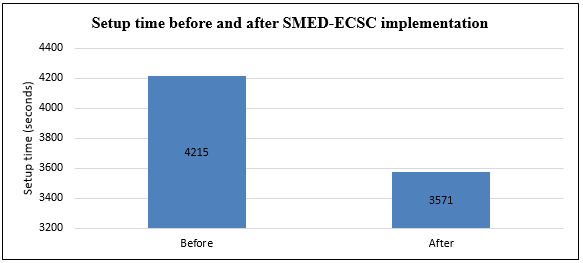 Setup time before and after SMED-ECSC implementation
Setup time (seconds)
4400
4200
4000
3800
3600
3400
3200
4215
3571
Before
After